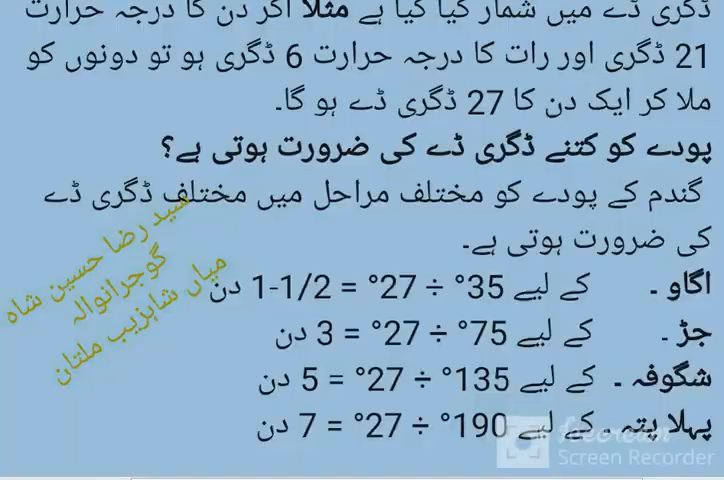 ڈگری ڈے میں شمار کیا گیا ہے مثلاً اگر دن کا درجہ حرارت
21 ڈگری اور رات کا درجہ حرارت 6 ڈگری ہو تو دونوں کو
ملا کر ایک دن کا 27 ڈگری ڈے ہو گا۔
پودے کو کتنے ڈگری ڈے کی ضرورت ہوتی ہے؟
گندم کے پودے کو مختلف مراحل میں مختلف ڈگری ڈے
کی ضرورت ہوتی ہے۔
اگاو ۔ کے لیے 35° ÷ 27° = 1-1/2 دن
جڑ ۔ کے لیے 75° ÷ 27° = 3 دن
شگوفہ ۔ کے لیے 135° ÷ 27° = 5 دن
پہلا پتہ ۔ کے لیے 190° ÷ 27° = 7 دن
سید رضا حسین شاہ
گوجرانوالہ
میاں شاہزیب ملتان
icecream
Screen Recorder